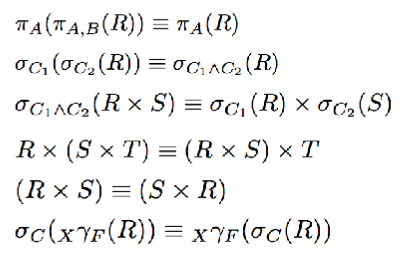 π_A(π_{A,B}(R)) ≡ π_A(R)
σ_{C_1}(σ_{C_2}(R)) ≡ σ_{C_1∧C_2}(R)
σ_{C_1∧C_2}(R × S) ≡ σ_{C_1}(R) × σ_{C_2}(S)
R × (S × T) ≡ (R × S) × T
(R × S) ≡ (S × R)
σ_C(_Xγ_F(R)) ≡ _Xγ_F(σ_C(R))